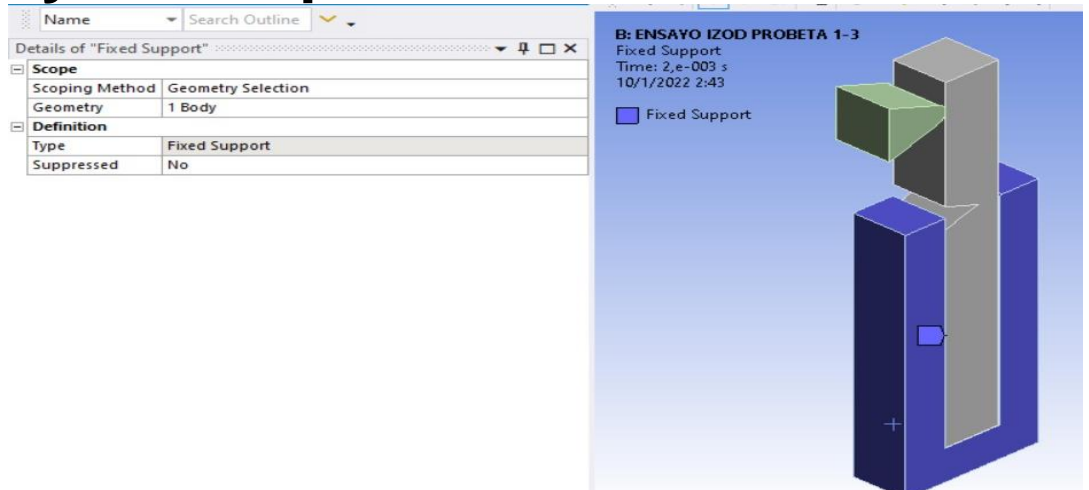 Name
Search Outline
Details of "Fixed Support"
Scope
Scoping Method Geometry Selection
Geometry 1 Body
Definition
Type Fixed Support
Suppressed No
B: ENSAYO IZOD PROBETA 1-3
Fixed Support
Time: 2,e-003 s
10/1/2022 2:43
Fixed Support